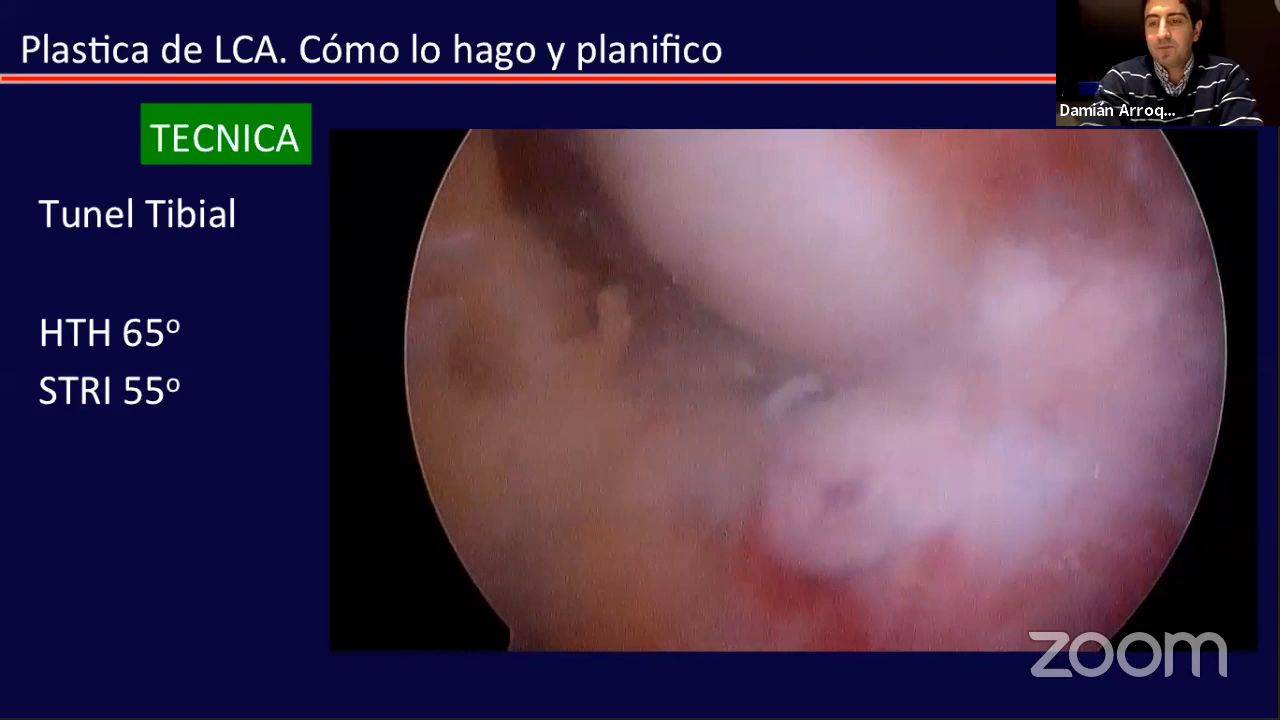 Plastica de LCA. Cómo lo hago y planifico
Damián Arroq...
TECNICA
Tunel Tibial
HTH 65º
STRI 55º
zoom